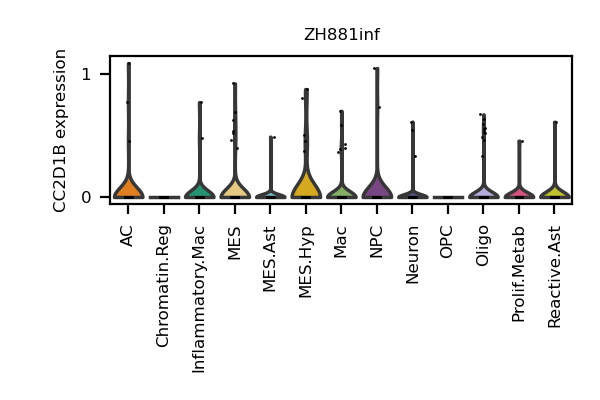 ZH881inf
CC2D1B expression
1
0
AC
Chromatin.Reg
Inflammatory.Mac
MES
MES.Ast
MES.Hyp
Mac
NPC
Neuron
OPC
Oligo
Prolif.Metab
Reactive.Ast